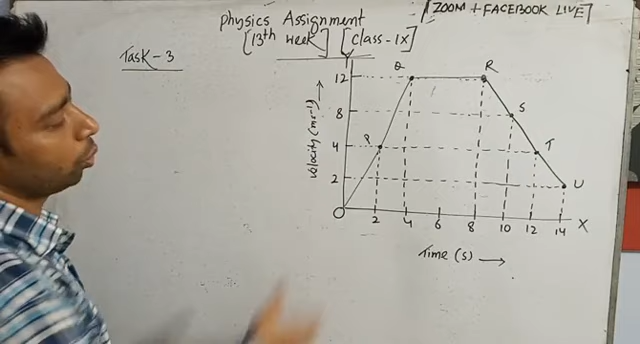 Physics Assignment
[13th week] [Class-IX]
[ZOOM + FACEBOOK LIVE]
Task-3
Y
Velocity (ms⁻¹) →
12
8
4
2
O
2 4 6 8 10 12 14 X
Time (s) →
P
Q
R
S
T
U